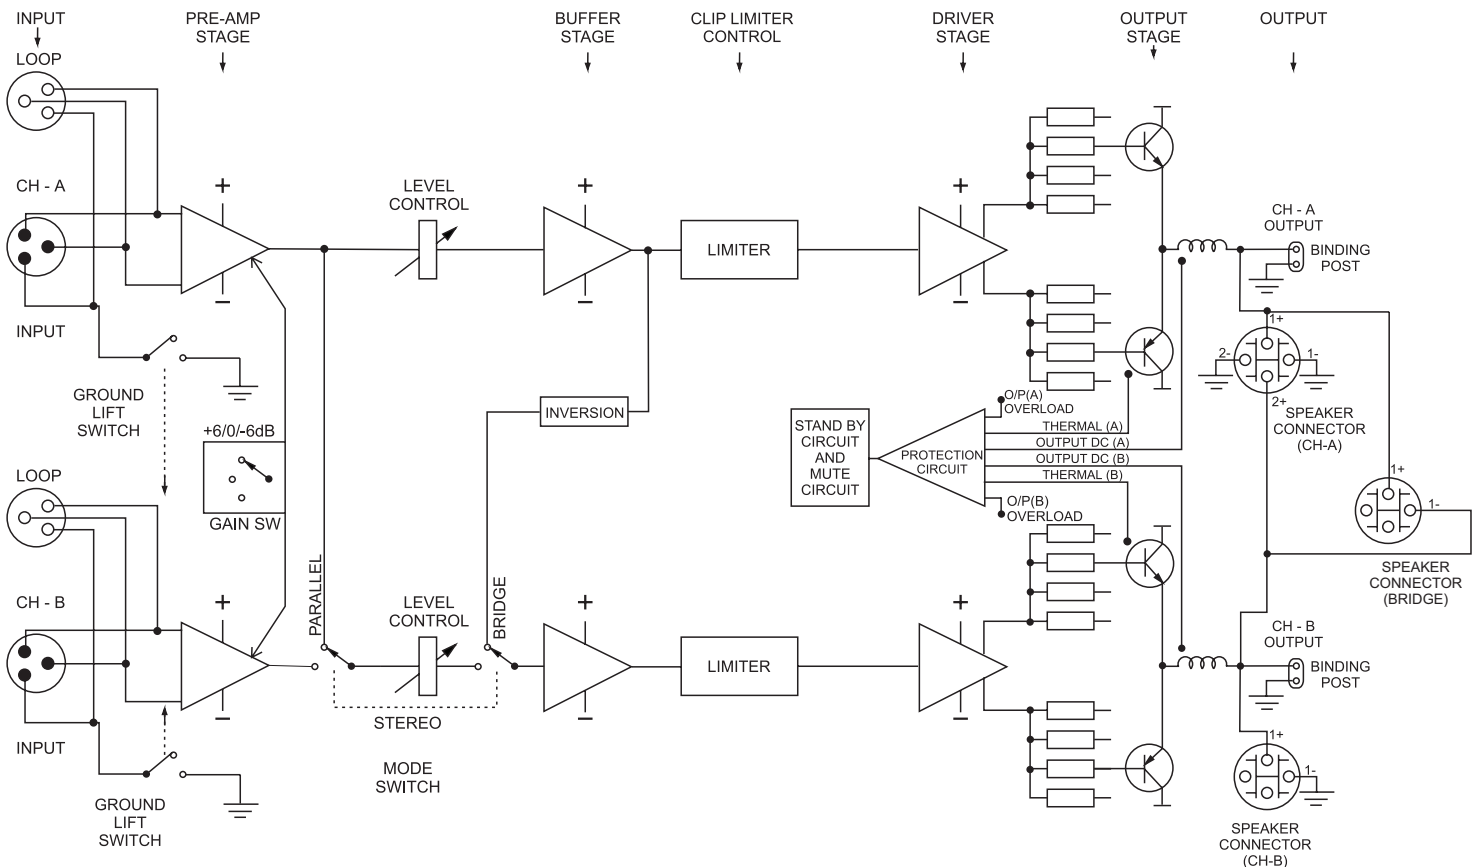 INPUT
PRE-AMP
STAGE
BUFFER
STAGE
CLIP LIMITER
CONTROL
DRIVER
STAGE
OUTPUT
STAGE
OUTPUT
LOOP
CH - A
INPUT
+
−
LEVEL
CONTROL
+
−
LIMITER
+
−
CH - A
OUTPUT
BINDING
POST
GROUND
LIFT
SWITCH
+6/0/-6dB
GAIN SW
INVERSION
STAND BY
CIRCUIT
AND
MUTE
CIRCUIT
PROTECTION
CIRCUIT
O/P(A)
OVERLOAD
THERMAL (A)
OUTPUT DC (A)
OUTPUT DC (B)
THERMAL (B)
O/P(B)
OVERLOAD
1+
2-
1-
2+
SPEAKER
CONNECTOR
(CH-A)
1+
1-
SPEAKER
CONNECTOR
(BRIDGE)
LOOP
CH - B
INPUT
+
−
PARALLEL
LEVEL
CONTROL
BRIDGE
STEREO
MODE
SWITCH
+
−
LIMITER
+
−
CH - B
OUTPUT
BINDING
POST
GROUND
LIFT
SWITCH
1+
1-
SPEAKER
CONNECTOR
(CH-B)